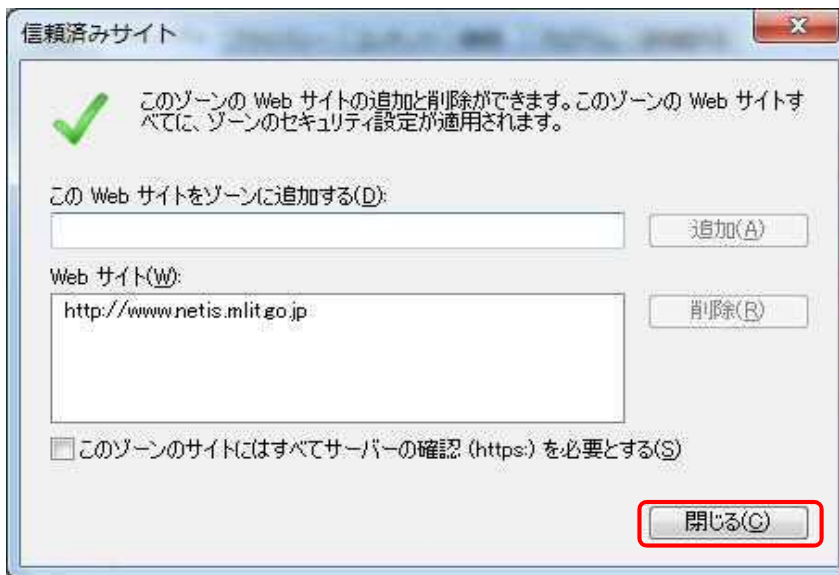 信頼済みサイト
このゾーンの Web サイトの追加と削除ができます。このゾーンの Web サイトす
べてに、ゾーンのセキュリティ設定が適用されます。
この Web サイトをゾーンに追加する(D):
追加(A)
Web サイト(W):
http://www.netis.mlit.go.jp
削除(R)
このゾーンのサイトにはすべてサーバーの確認 (https:) を必要とする(S)
閉じる(C)